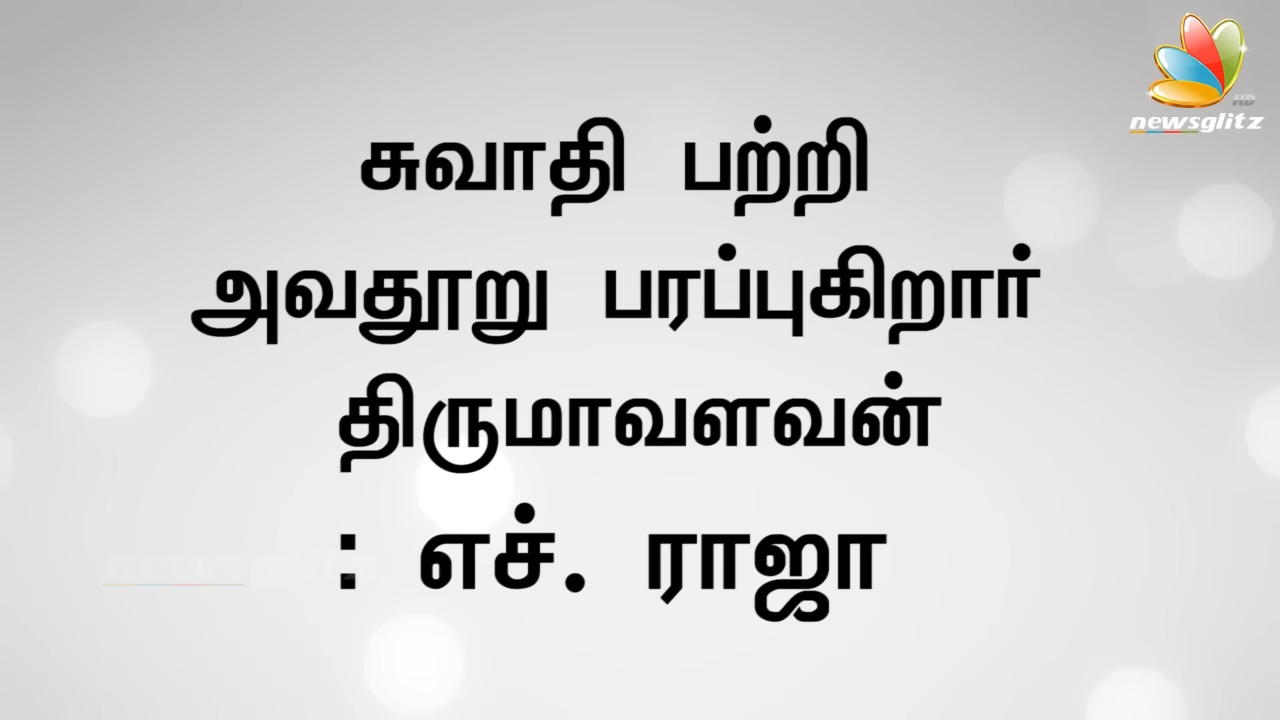 HD
newsglitz
சுவாதி பற்றி
அவதூறு பரப்புகிறார்
திருமாவளவன்
: எச். ராஜா